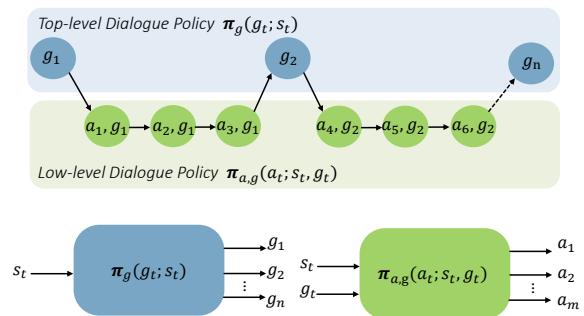 Top-level Dialogue Policy π_g(g_t; s_t)
g_1
g_2
g_n
a_1, g_1
a_2, g_1
a_3, g_1
a_4, g_2
a_5, g_2
a_6, g_2
Low-level Dialogue Policy π_{a,g}(a_t; s_t, g_t)
s_t
π_g(g_t; s_t)
g_1
g_2
⋮
g_n
s_t
g_t
π_{a,g}(a_t; s_t, g_t)
a_1
a_2
⋮
a_m